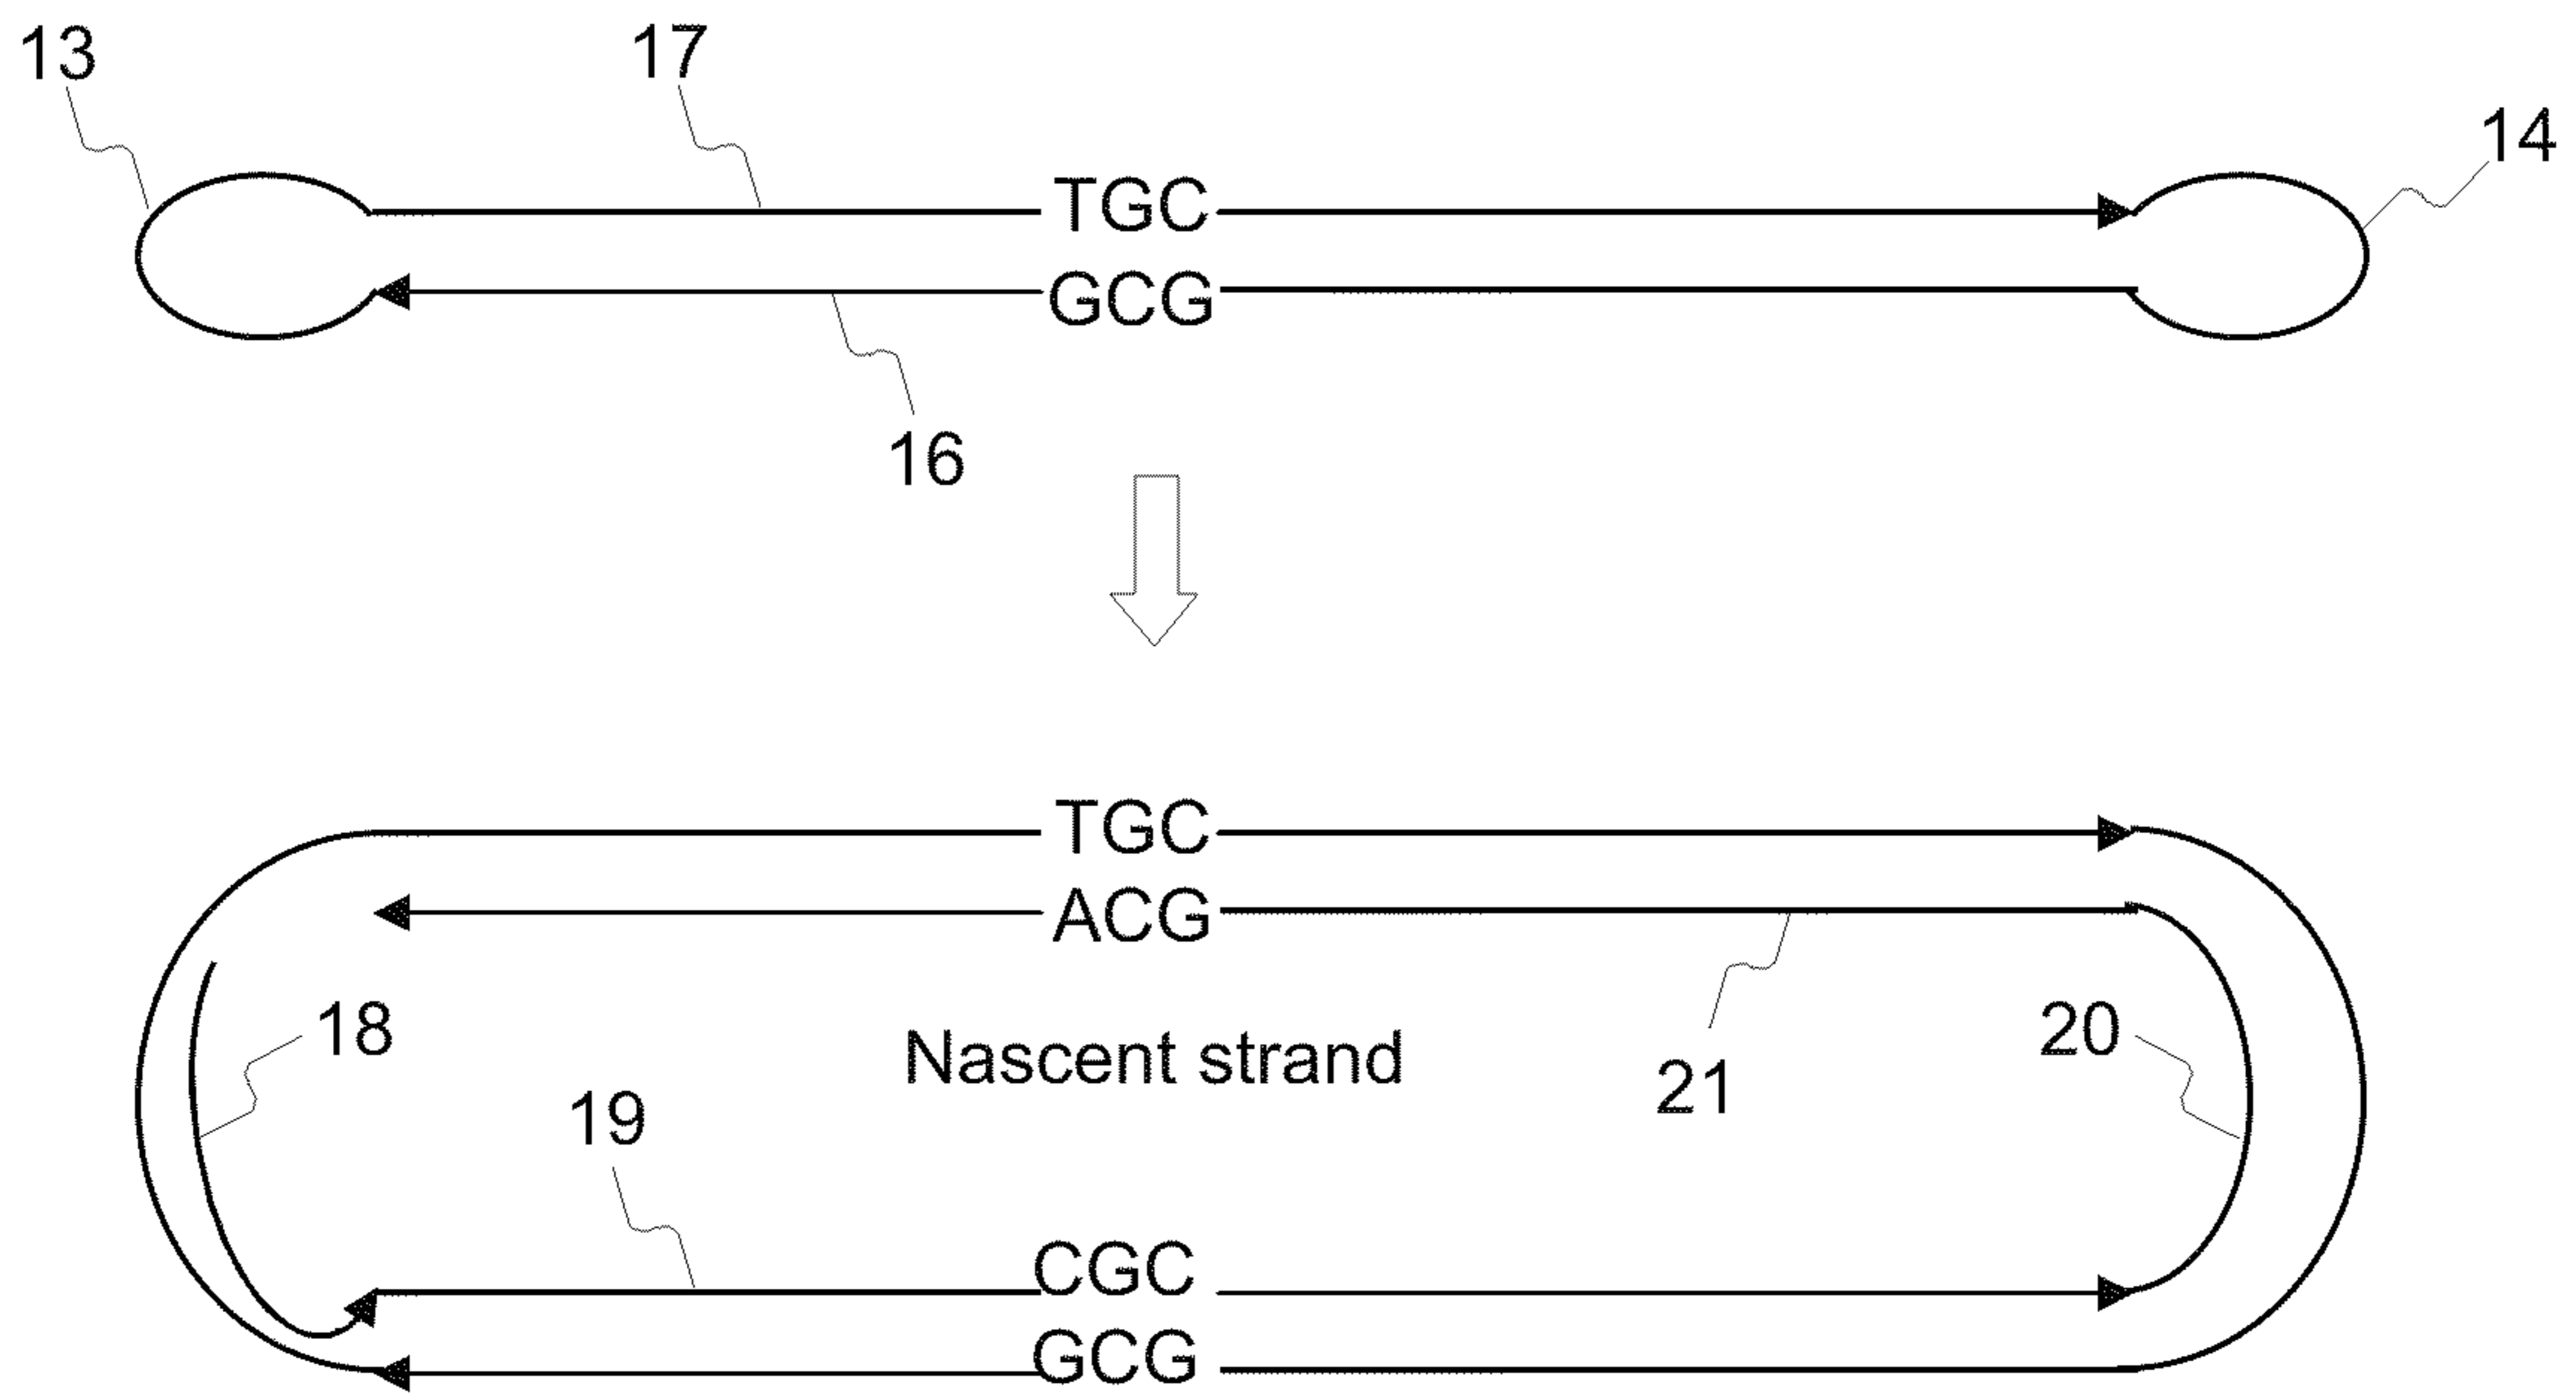 13
17
14
TGC
GCG
16
TGC
ACG
18
Nascent strand
20
21
19
CGC
GCG